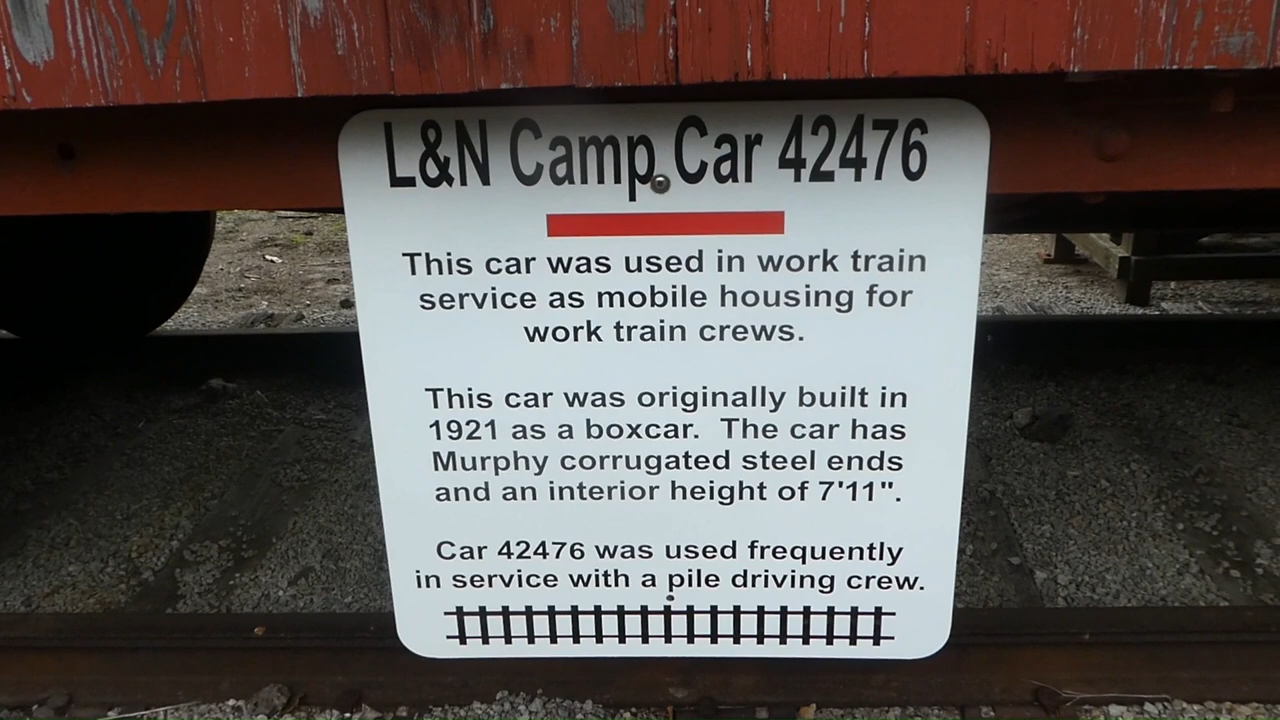 L&N Camp Car 42476
This car was used in work train
service as mobile housing for
work train crews.
This car was originally built in
1921 as a boxcar. The car has
Murphy corrugated steel ends
and an interior height of 7'11".
Car 42476 was used frequently
in service with a pile driving crew.